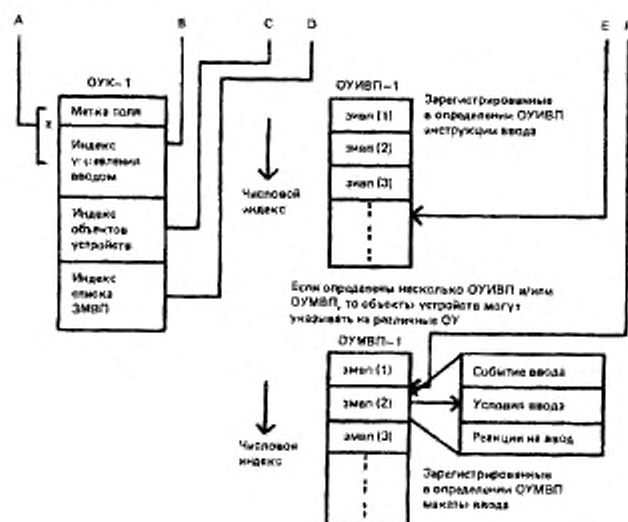 A B C D E
ОУК-1
Метка поля
Индекс
управления
вводом
Индекс
объектов
устройств
Индекс
списка
ЗМВП
Числовой
индекс
ОУИВП-1
эмвп (1)
эмвп (2)
эмвп (3)
Зарегистрированные
в определении ОУИВП
инструкции ввода
Если определены несколько ОУИВП и/или
ОУМВП, то объекты устройств могут
указывать на различные ОУ
ОУМВП-1
эмвп (1)
эмвп (2)
эмвп (3)
Событие ввода
Условия ввода
Реакции на ввод
Числовой
индекс
Зарегистрированные
в определении ОУМВП
макеты ввода